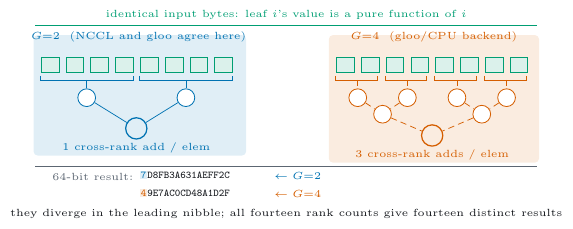 identical input bytes: leaf i's value is a pure function of i
G=2 (NCCL and gloo agree here)
G=4 (gloo/CPU backend)
1 cross-rank add / elem
3 cross-rank adds / elem
64-bit result: 7D8FB3A631AEFF2C ← G=2
49E7AC0CD48A1D2F ← G=4
they diverge in the leading nibble; all fourteen rank counts give fourteen distinct results